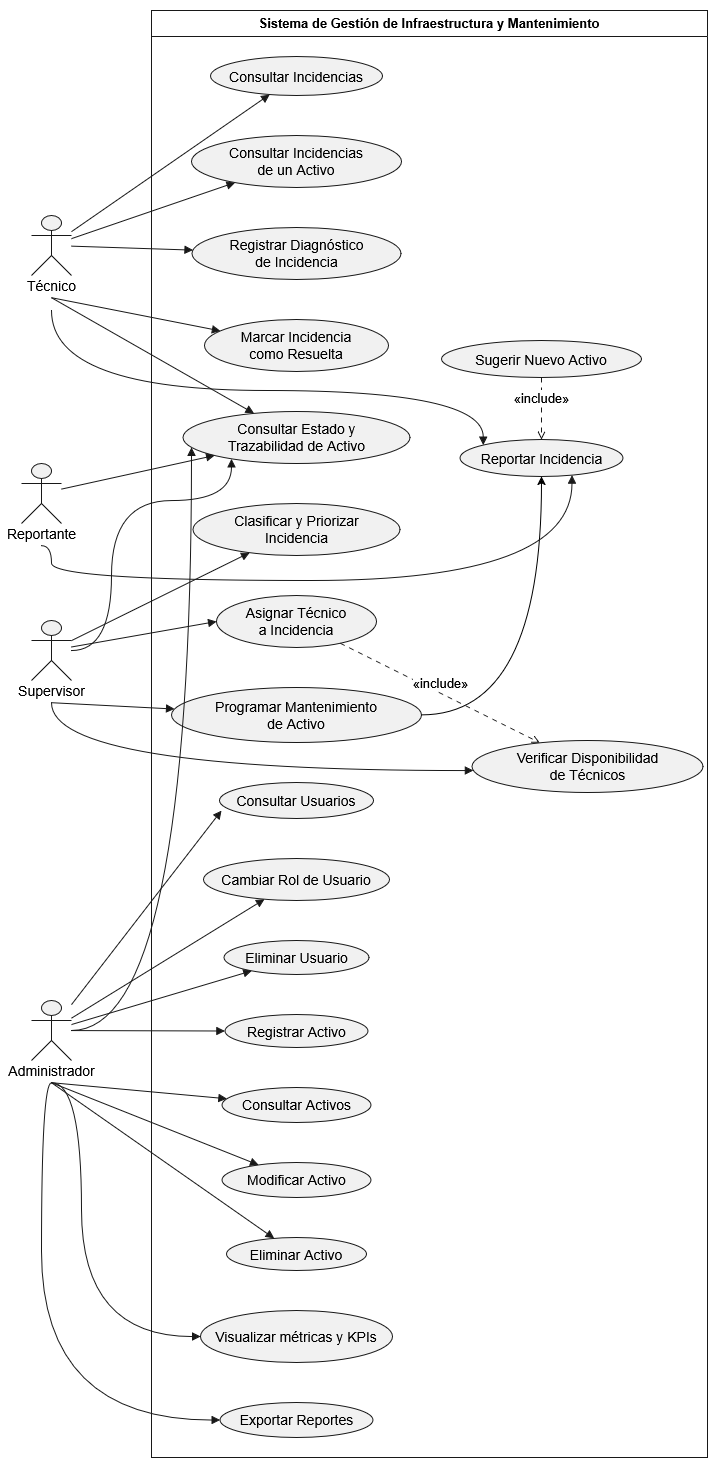 Sistema de Gestión de Infraestructura y Mantenimiento
Consultar Incidencias
Consultar Incidencias
de un Activo
Registrar Diagnóstico
de Incidencia
Técnico
Marcar Incidencia
como Resuelta
Sugerir Nuevo Activo
«include»
Consultar Estado y
Trazabilidad de Activo
Reportar Incidencia
Reportante
Clasificar y Priorizar
Incidencia
Asignar Técnico
a Incidencia
«include»
Supervisor
Programar Mantenimiento
de Activo
Verificar Disponibilidad
de Técnicos
Consultar Usuarios
Cambiar Rol de Usuario
Eliminar Usuario
Registrar Activo
Administrador
Consultar Activos
Modificar Activo
Eliminar Activo
Visualizar métricas y KPIs
Exportar Reportes